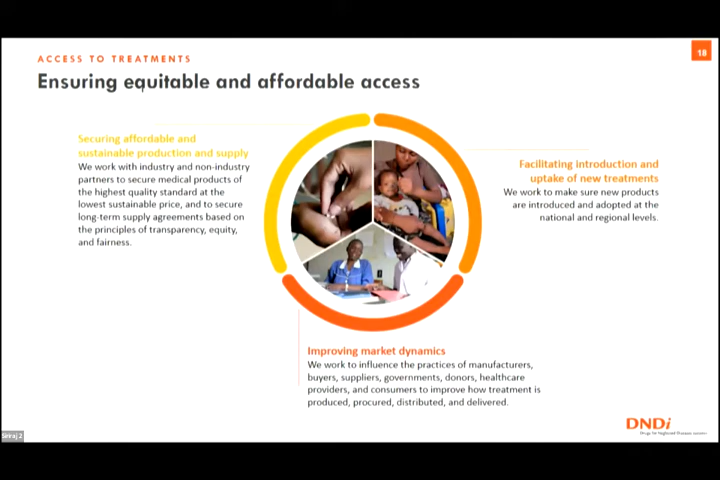 ACCESS TO TREATMENTS
18
Ensuring equitable and affordable access
Securing affordable and
sustainable production and supply
We work with industry and non-industry
partners to secure medical products of
the highest quality standard at the
lowest sustainable price, and to secure
long-term supply agreements based on
the principles of transparency, equity,
and fairness.
Facilitating introduction and
uptake of new treatments
We work to make sure new products
are introduced and adopted at the
national and regional levels.
Improving market dynamics
We work to influence the practices of manufacturers,
buyers, suppliers, governments, donors, healthcare
providers, and consumers to improve how treatment is
produced, procured, distributed, and delivered.
DNDi
Drugs for Neglected Diseases initiative